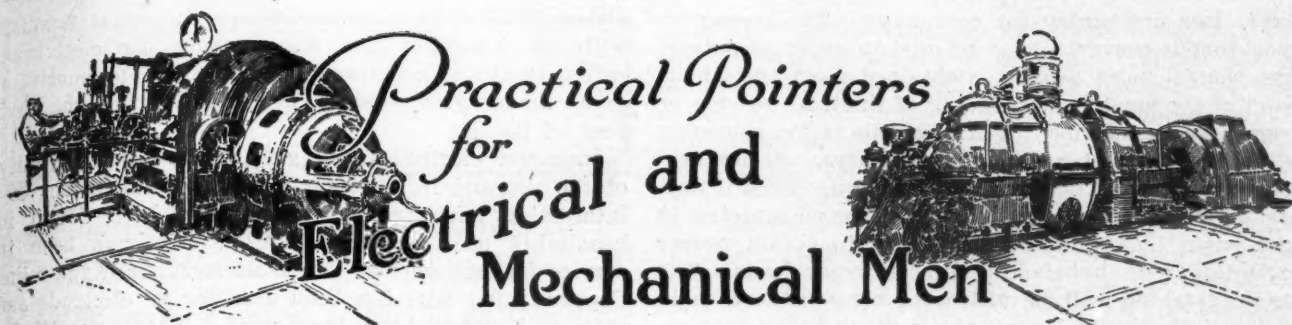 Practical Pointers
for
Electrical and
Mechanical Men